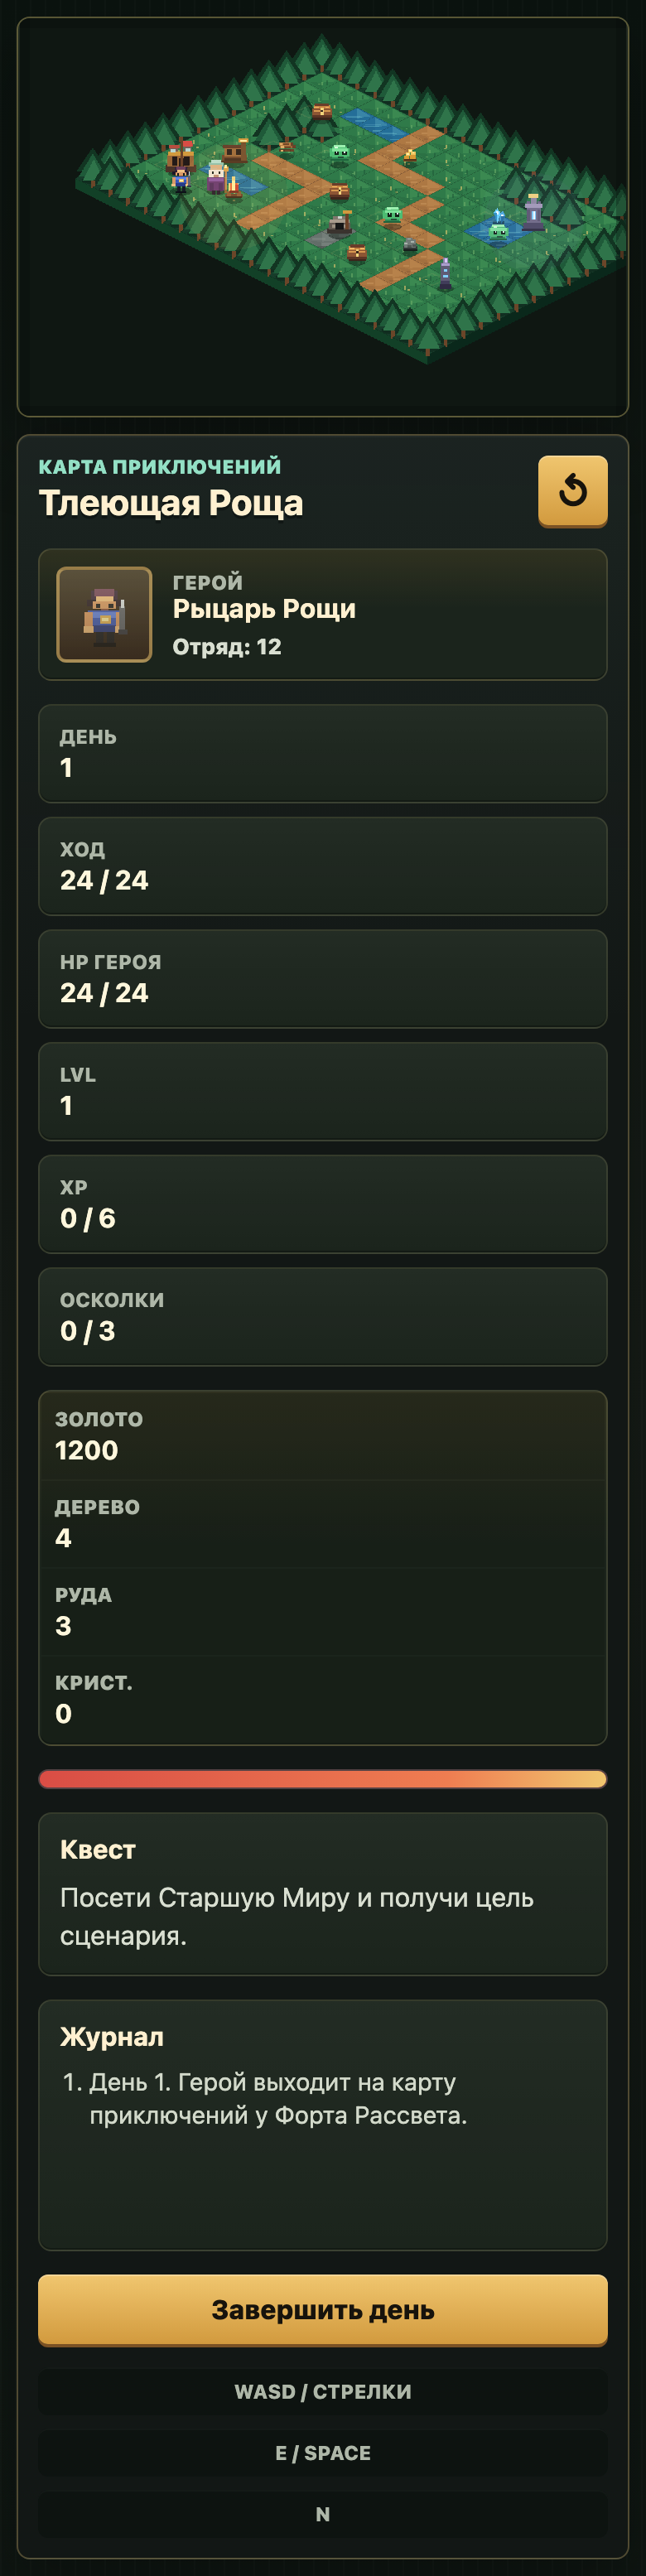 КАРТА ПРИКЛЮЧЕНИЙ
Тлеющая Роща
ГЕРОЙ
Рыцарь Рощи
Отряд: 12
ДЕНЬ
1
ХОД
24 / 24
HP ГЕРОЯ
24 / 24
LVL
1
XP
0 / 6
ОСКОЛКИ
0 / 3
ЗОЛОТО
1200
ДЕРЕВО
4
РУДА
3
КРИСТ.
0
Квест
Посети Старшую Миру и получи цель
сценария.
Журнал
1. День 1. Герой выходит на карту
приключений у Форта Рассвета.
Завершить день
WASD / СТРЕЛКИ
E / SPACE
N